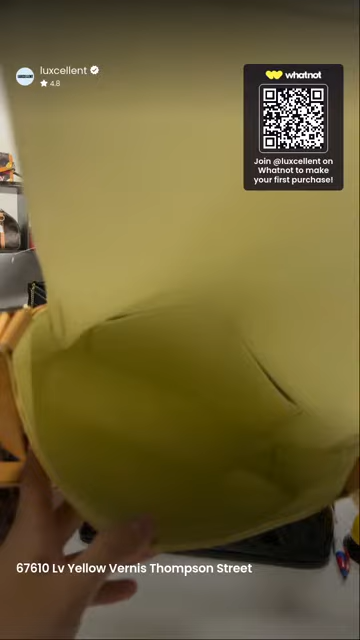 luxcellent
4.8
whatnot
Join @luxcellent on
Whatnot to make
your first purchase!
67610 Lv Yellow Vernis Thompson Street